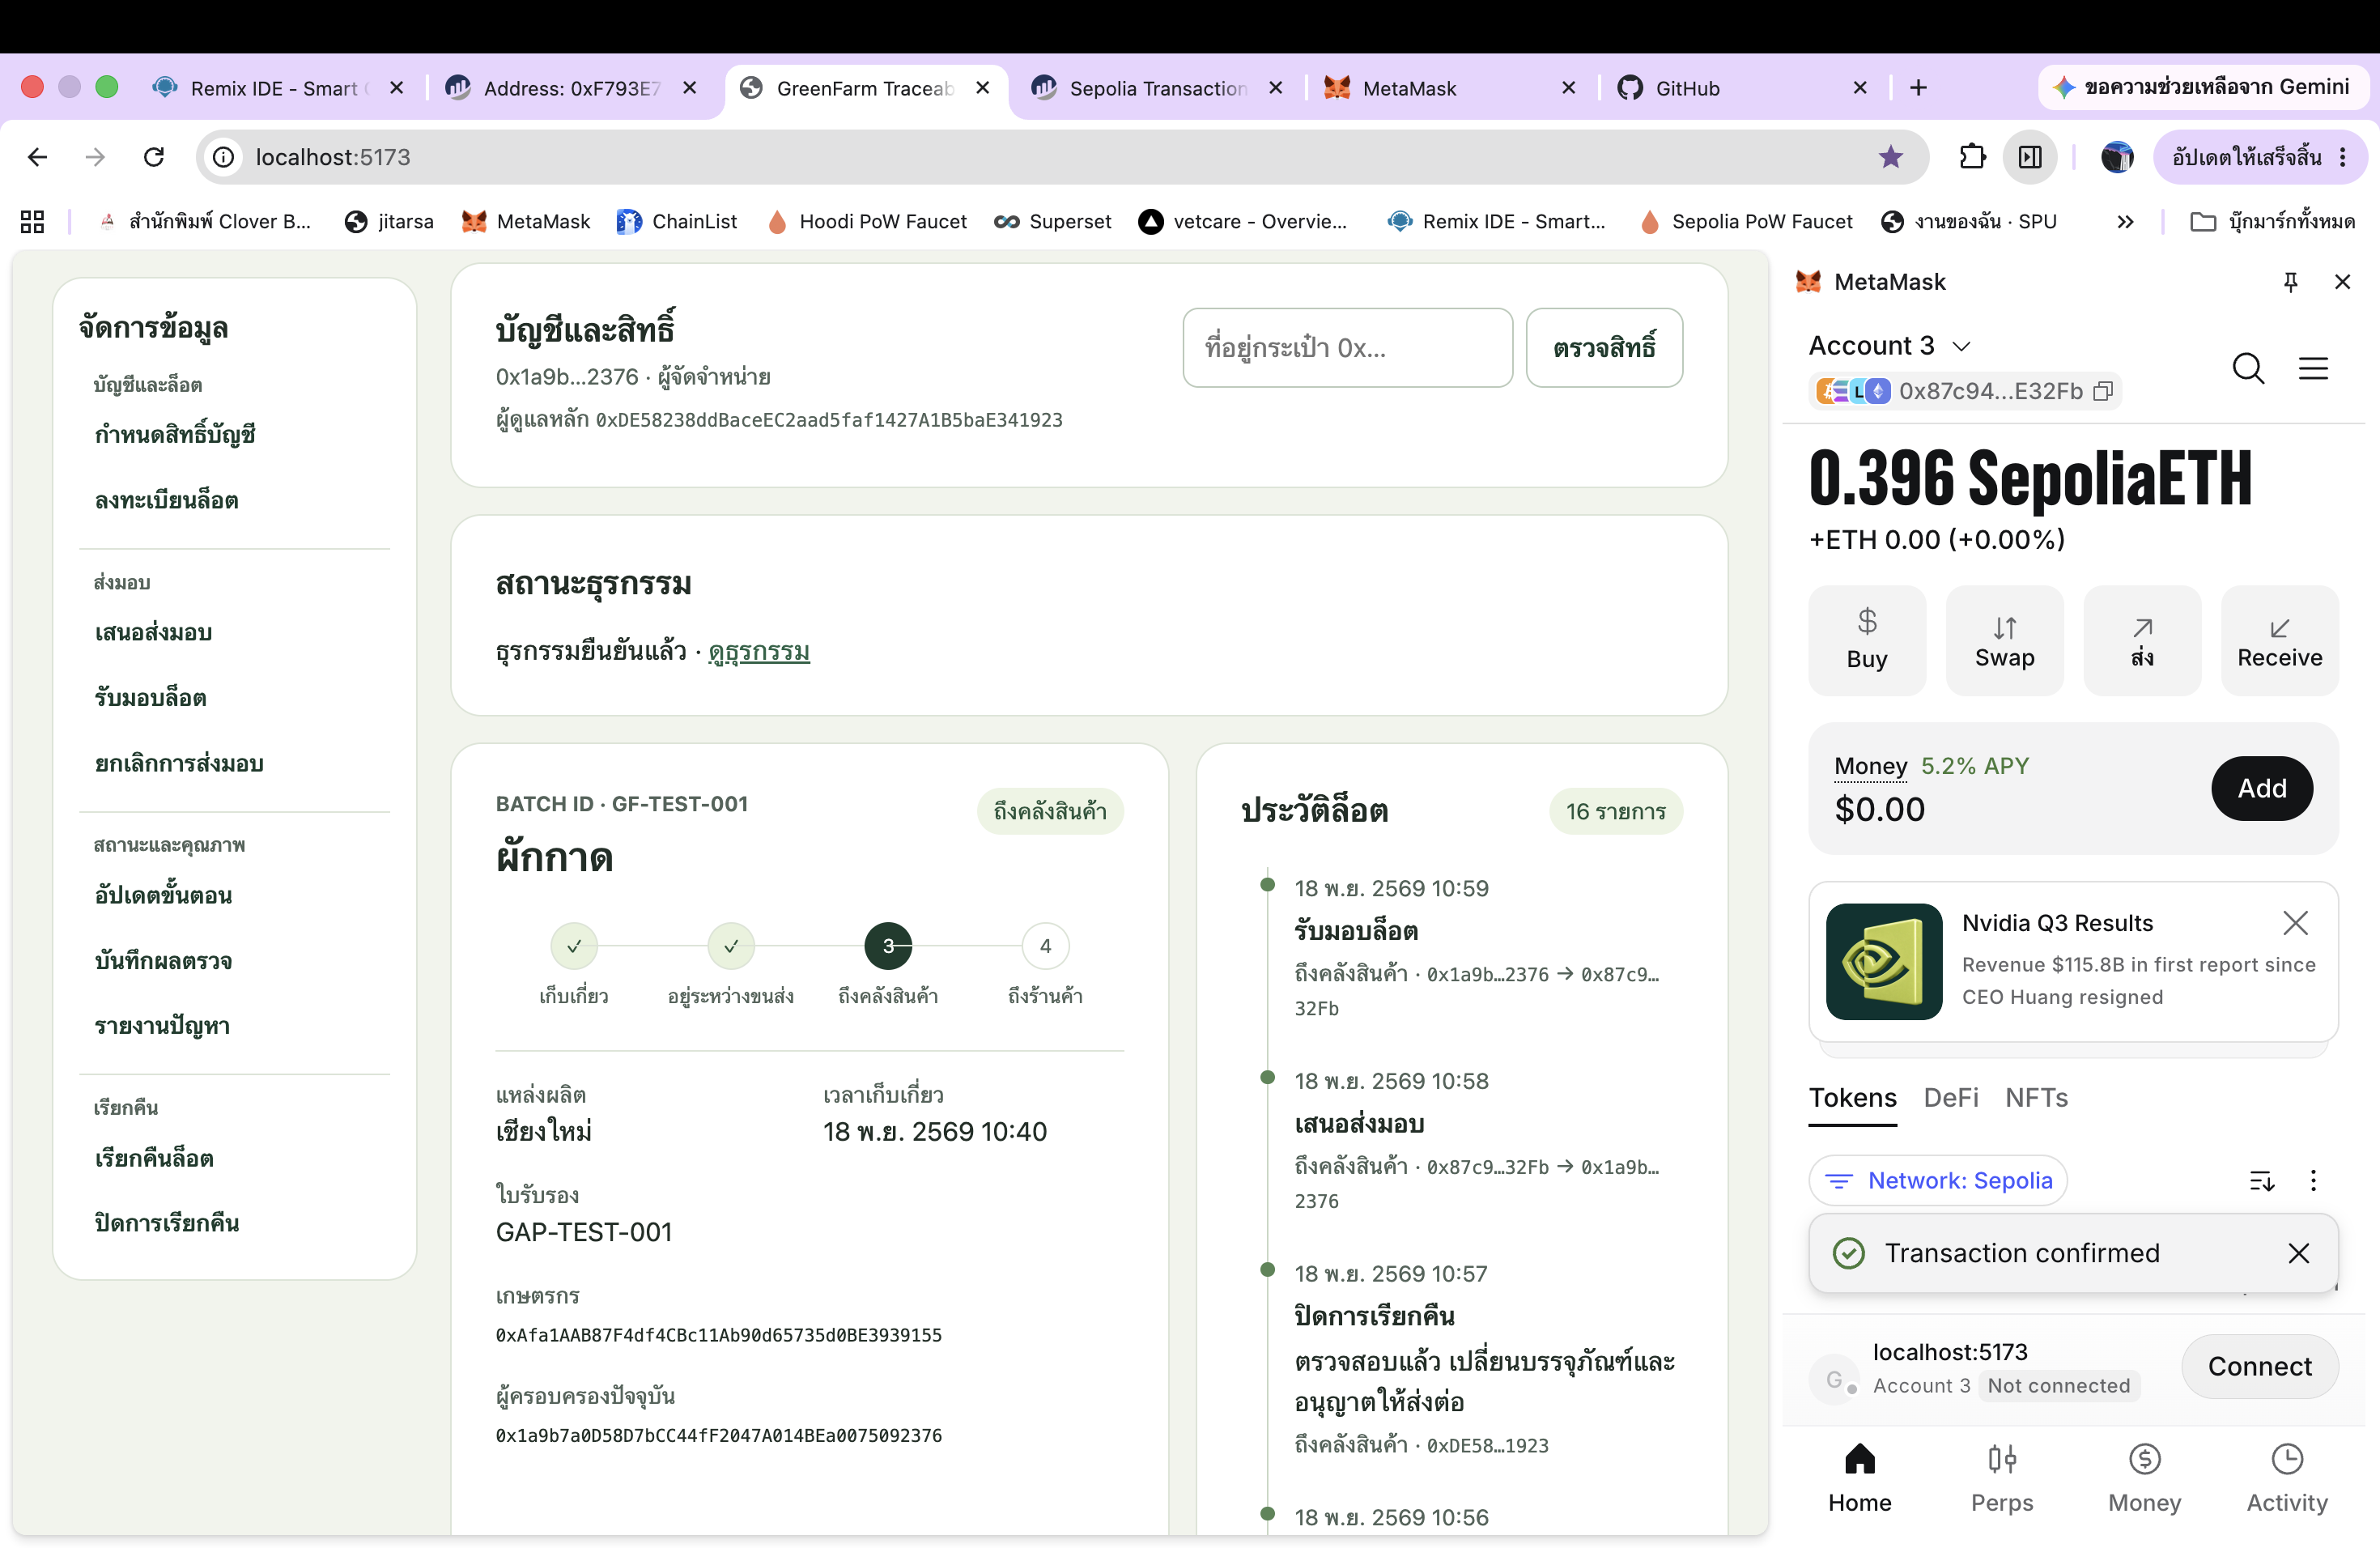 Remix IDE - Smart
Address: 0xF793E7
GreenFarm Traceab
Sepolia Transaction
MetaMask
GitHub
ขอความช่วยเหลือจาก Gemini
localhost:5173
อัปเดตให้เสร็จสิ้น
สำนักพิมพ์ Clover B...
jitarsa
MetaMask
ChainList
Hoodi PoW Faucet
Superset
vetcare - Overvie...
Remix IDE - Smart...
Sepolia PoW Faucet
งานของฉัน · SPU
บุ๊กมาร์กทั้งหมด
จัดการข้อมูล
บัญชีและล็อต
กำหนดสิทธิ์บัญชี
ลงทะเบียนล็อต
ส่งมอบ
เสนอส่งมอบ
รับมอบล็อต
ยกเลิกการส่งมอบ
สถานะและคุณภาพ
อัปเดตขั้นตอน
บันทึกผลตรวจ
รายงานปัญหา
เรียกคืน
เรียกคืนล็อต
ปิดการเรียกคืน
บัญชีและสิทธิ์
0x1a9b...2376 · ผู้จัดจำหน่าย
ผู้ดูแลหลัก 0xDE58238ddBaceEC2aad5faf1427A1B5baE341923
ที่อยู่กระเป๋า 0x...
ตรวจสิทธิ์
สถานะธุรกรรม
ธุรกรรมยืนยันแล้ว · ดูธุรกรรม
BATCH ID · GF-TEST-001
ผักกาด
ถึงคลังสินค้า
3
4
เก็บเกี่ยว
อยู่ระหว่างขนส่ง
ถึงคลังสินค้า
ถึงร้านค้า
แหล่งผลิต
เชียงใหม่
เวลาเก็บเกี่ยว
18 พ.ย. 2569 10:40
ใบรับรอง
GAP-TEST-001
เกษตรกร
0xAfa1AAB87F4df4CBc11Ab90d65735d0BE3939155
ผู้ครอบครองปัจจุบัน
0x1a9b7a0D58D7bCC44fF2047A014BEa0075092376
ประวัติล็อต
16 รายการ
18 พ.ย. 2569 10:59
รับมอบล็อต
ถึงคลังสินค้า · 0x1a9b…2376 → 0x87c9…
32Fb
18 พ.ย. 2569 10:58
เสนอส่งมอบ
ถึงคลังสินค้า · 0x87c9…32Fb → 0x1a9b…
2376
18 พ.ย. 2569 10:57
ปิดการเรียกคืน
ตรวจสอบแล้ว เปลี่ยนบรรจุภัณฑ์และ
อนุญาตให้ส่งต่อ
ถึงคลังสินค้า · 0xDE58…1923
18 พ.ย. 2569 10:56
MetaMask
Account 3
0x87c94...E32Fb
0.396 SepoliaETH
+ETH 0.00 (+0.00%)
Buy
Swap
ส่ง
Receive
Money 5.2% APY
$0.00
Add
Nvidia Q3 Results
Revenue $115.8B in first report since
CEO Huang resigned
Tokens
DeFi
NFTs
Network: Sepolia
Transaction confirmed
G
localhost:5173
Account 3 Not connected
Connect
Home
Perps
Money
Activity